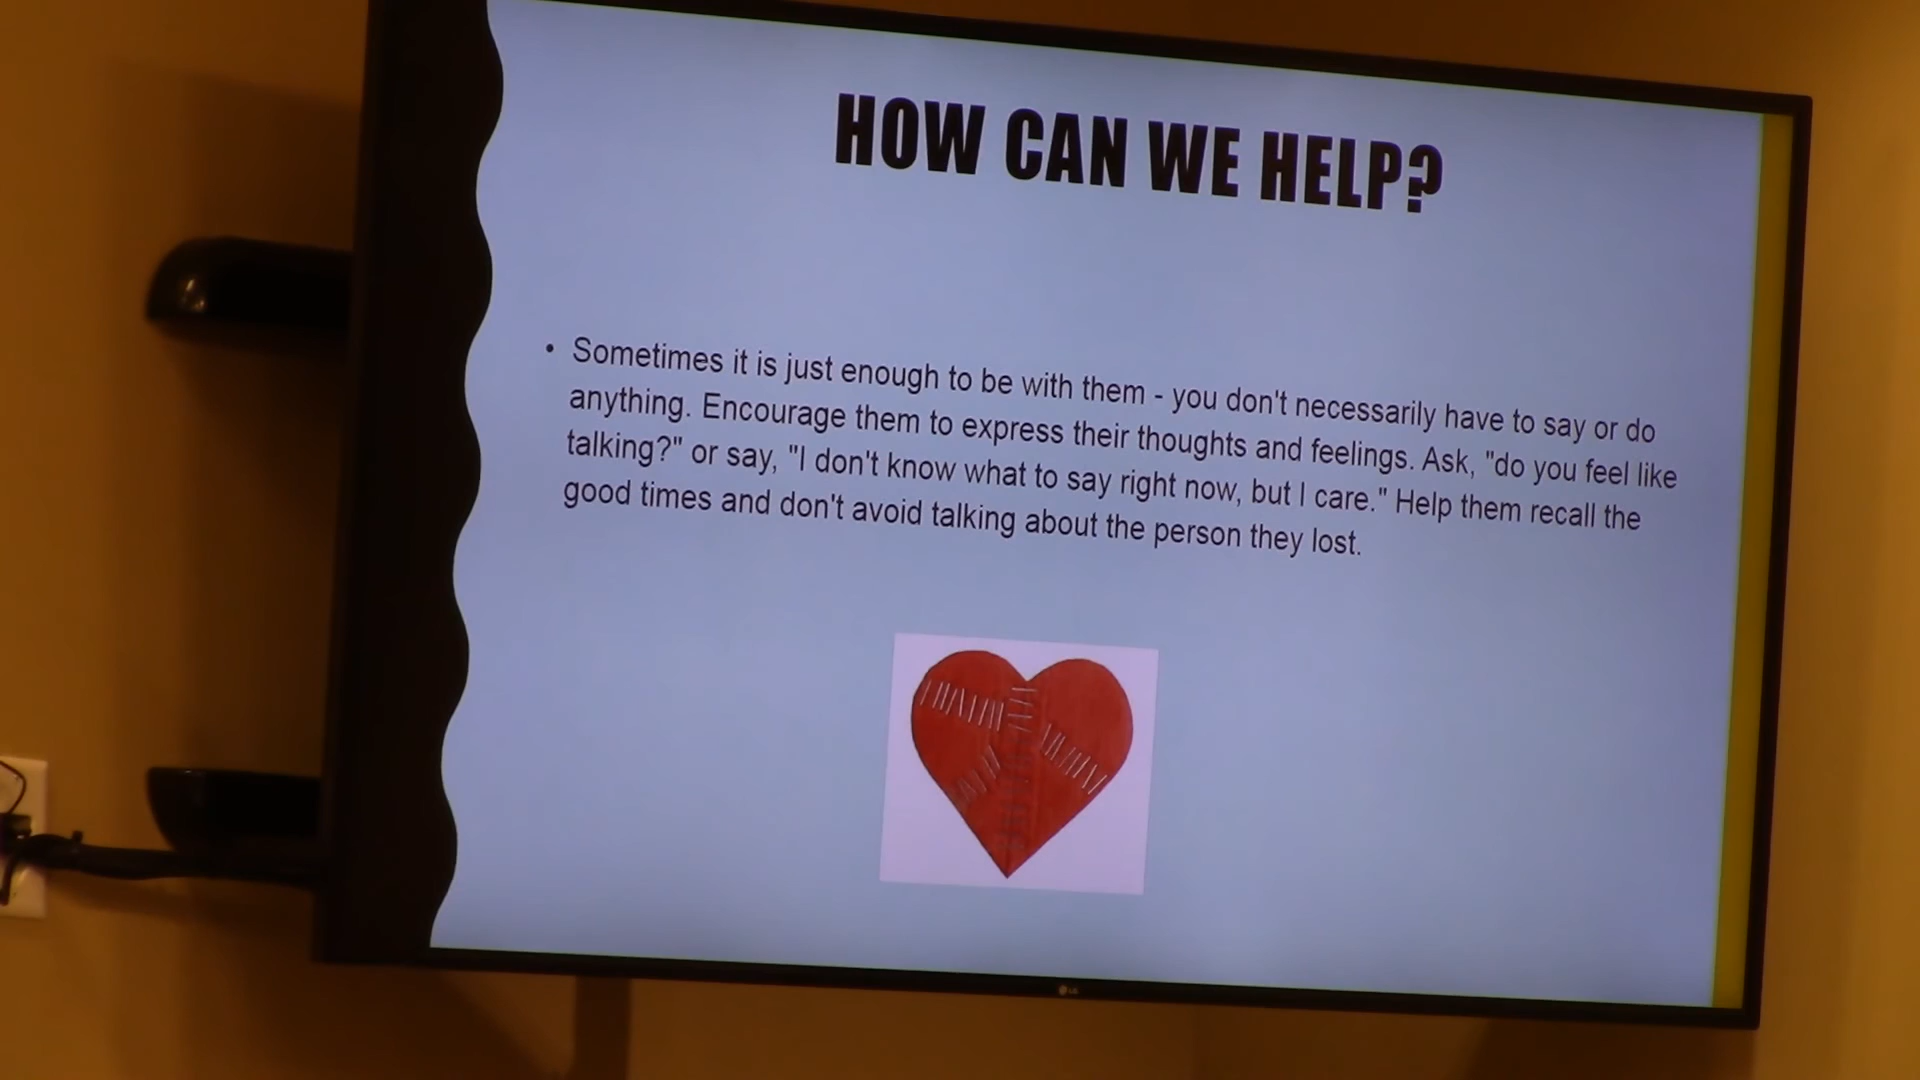 HOW CAN WE HELP?
• Sometimes it is just enough to be with them - you don't necessarily have to say or do
anything. Encourage them to express their thoughts and feelings. Ask, "do you feel like
talking?" or say, "I don't know what to say right now, but I care." Help them recall the
good times and don't avoid talking about the person they lost.
LG